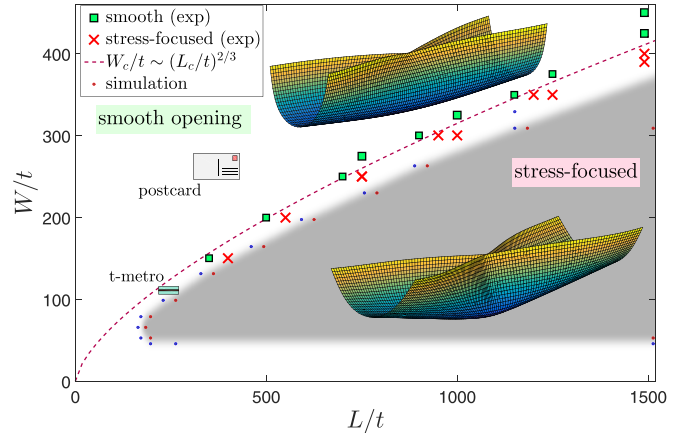 smooth (exp)
stress-focused (exp)
W_c/t ∼ (L_c/t)^{2/3}
simulation
smooth opening
postcard
t-metro
stress-focused
400
300
200
100
0
W/t
0 500 1000 1500
L/t